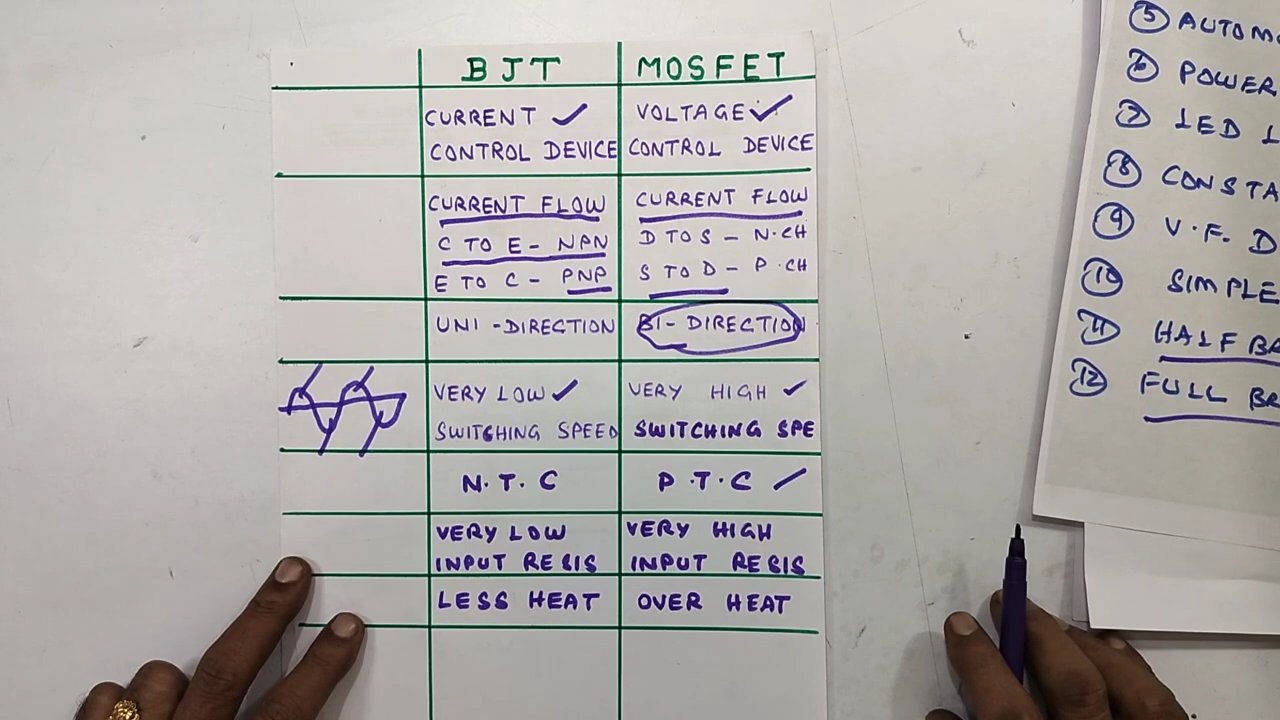 BJT MOSFET
CURRENT
CONTROL DEVICE
VOLTAGE
CONTROL DEVICE
CURRENT FLOW
C TO E - NPN
E TO C - PNP
CURRENT FLOW
D TO S - N.CH
S TO D - P.CH
UNI - DIRECTION
BI - DIRECTION
VERY LOW
SWITCHING SPEED
VERY HIGH
SWITCHING SPE
N.T.C
P.T.C
VERY LOW
INPUT RESIS
VERY HIGH
INPUT RESIS
LESS HEAT
OVER HEAT
5 AUTOM
6 POWER
7 LED
8 CONSTA
9 V.F.D
10 SIMPLE
11 HALF BR
12 FULL BR